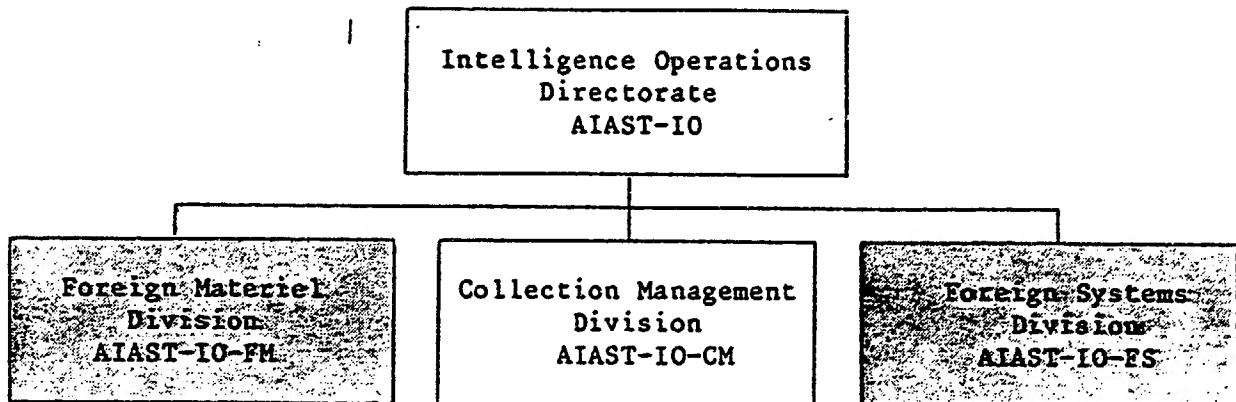 Intelligence Operations
Directorate
AIAST-IO
Foreign Materiel
Division
AIAST-IO-FM
Collection Management
Division
AIAST-IO-CM
Foreign Systems
Division
AIAST-IO-FS